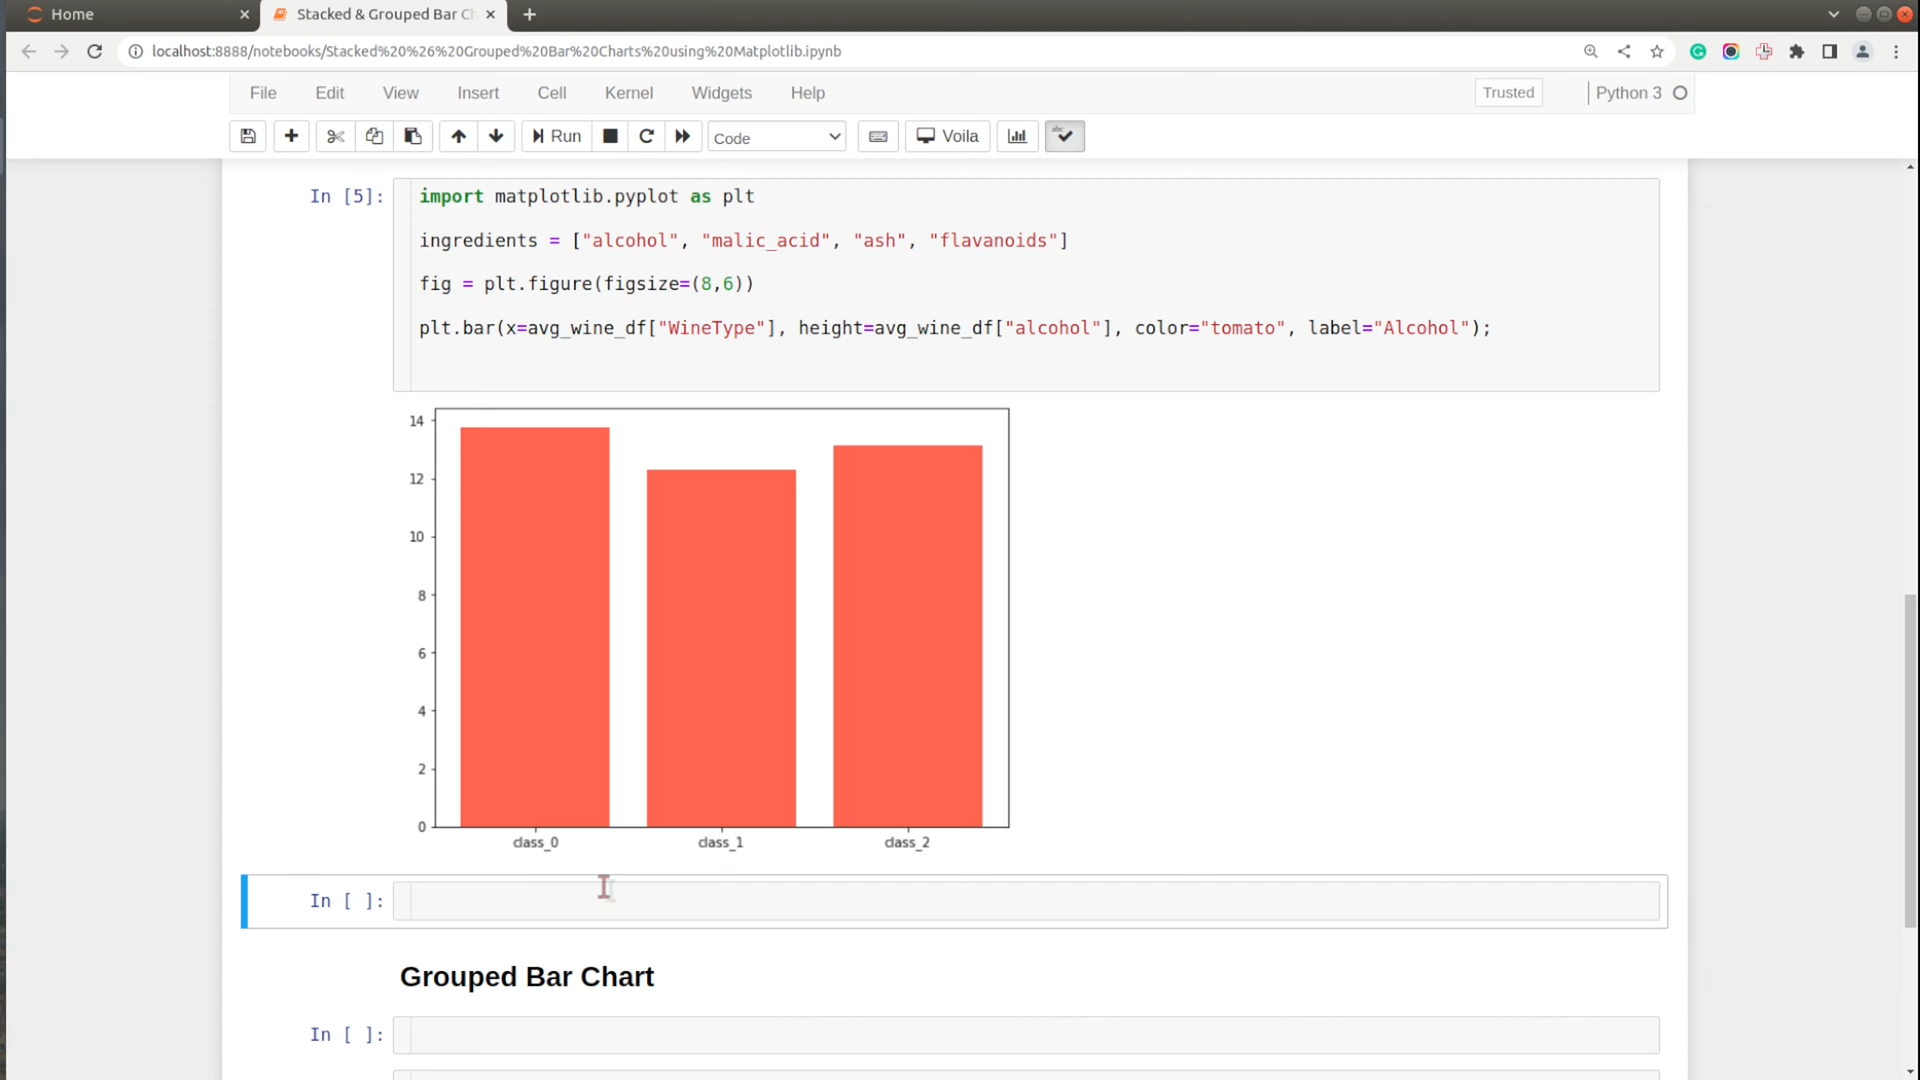 Home
Stacked & Grouped Bar Ch
localhost:8888/notebooks/Stacked%20%26%20Grouped%20Bar%20Charts%20using%20Matplotlib.ipynb
File Edit View Insert Cell Kernel Widgets Help Trusted Python 3
Run Code Voila
In [5]:
import matplotlib.pyplot as plt
ingredients = ["alcohol", "malic_acid", "ash", "flavanoids"]
fig = plt.figure(figsize=(8,6))
plt.bar(x=avg_wine_df["WineType"], height=avg_wine_df["alcohol"], color="tomato", label="Alcohol");
14
12
10
8
6
4
2
0
class_0 class_1 class_2
In [ ]:
Grouped Bar Chart
In [ ]: